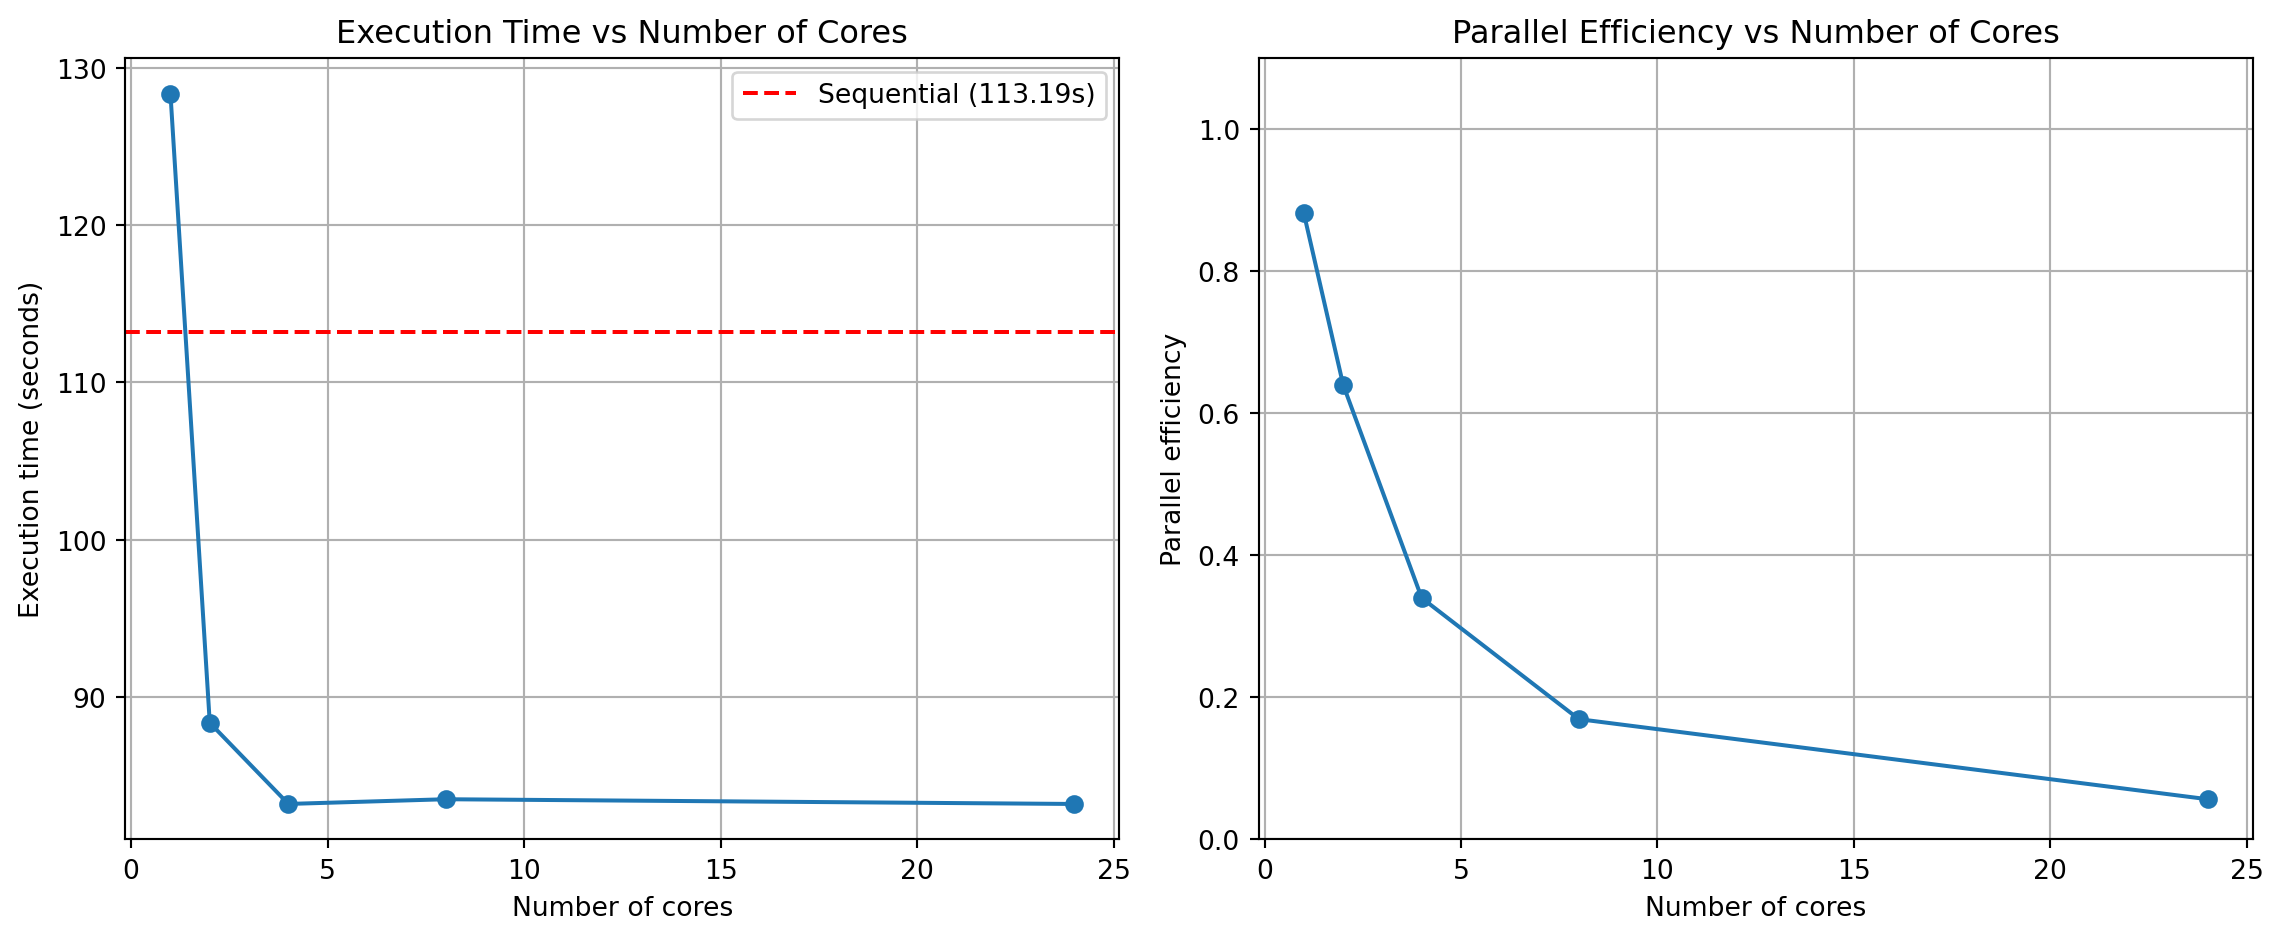 Execution Time vs Number of Cores
130
120
110
100
90
Execution time (seconds)
Sequential (113.19s)
0 5 10 15 20 25
Number of cores
Parallel Efficiency vs Number of Cores
1.0
0.8
0.6
0.4
0.2
0.0
Parallel efficiency
0 5 10 15 20 25
Number of cores